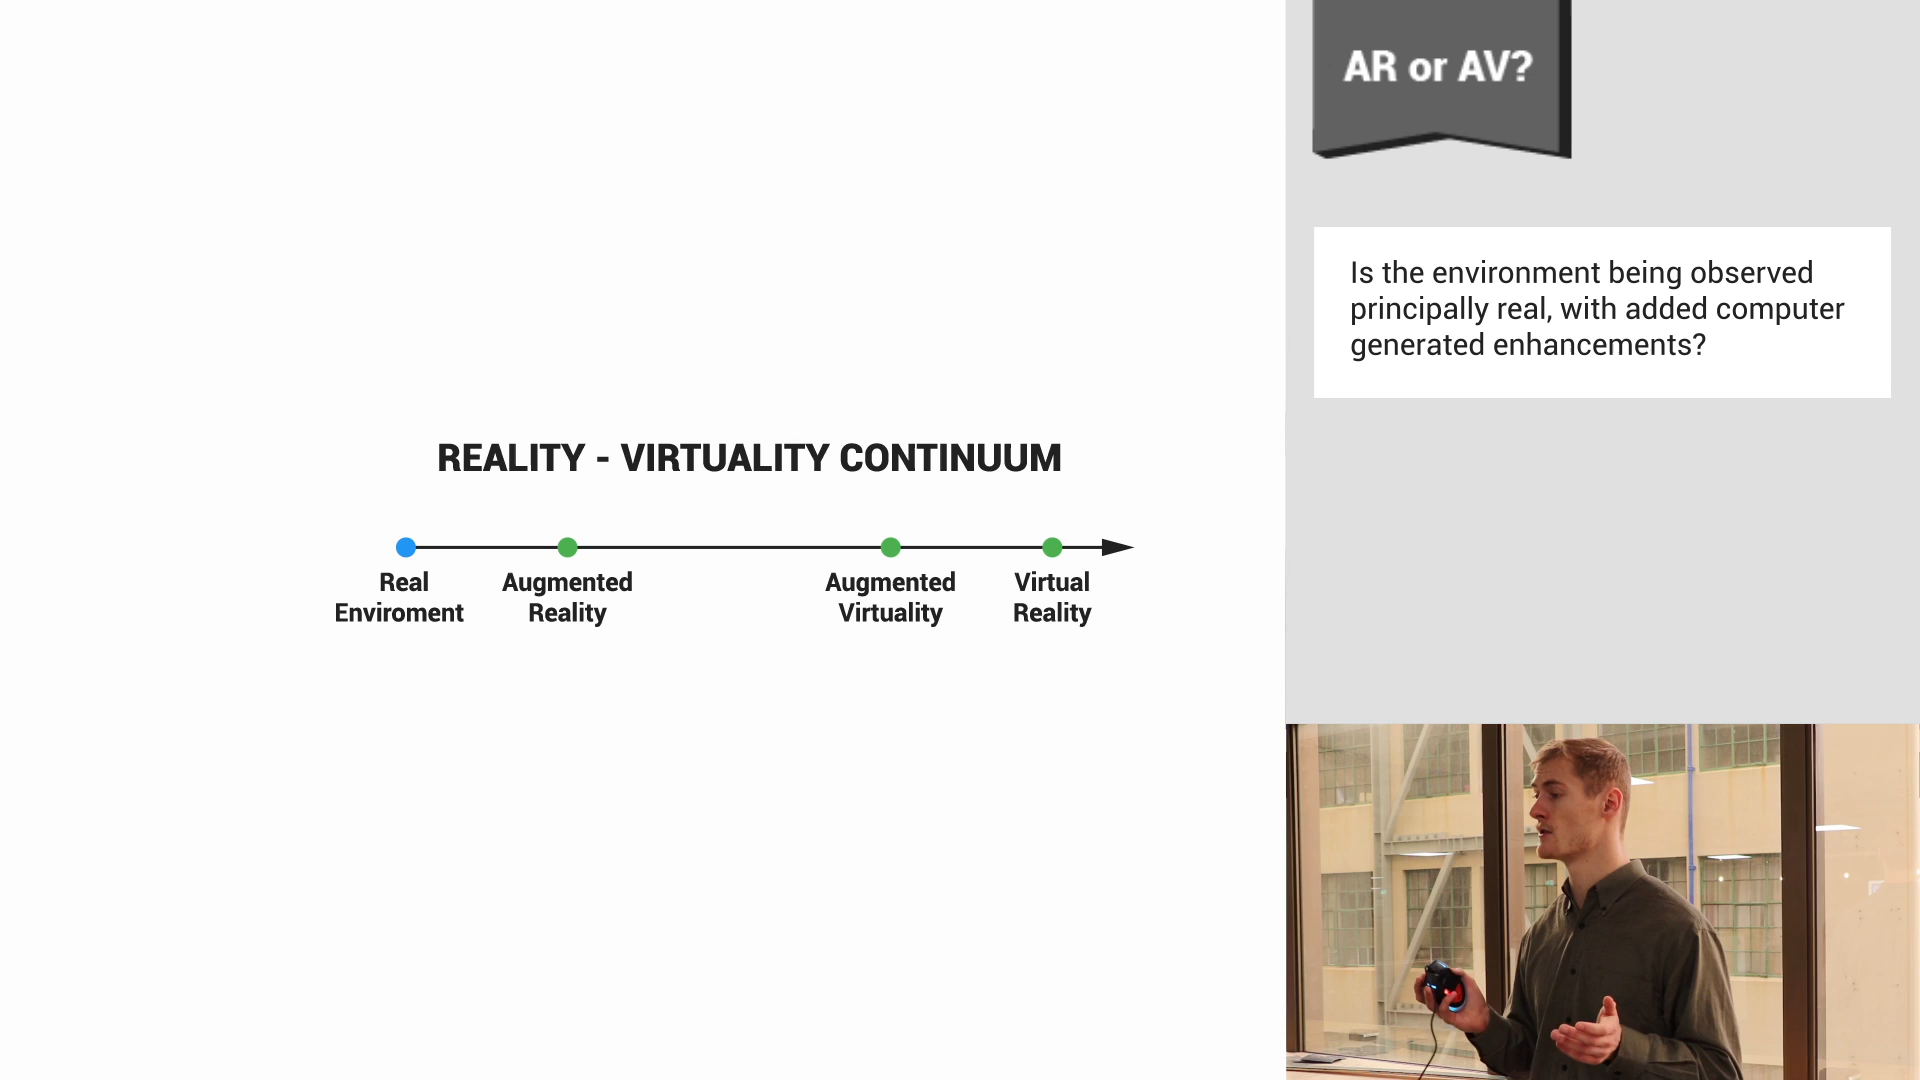 AR or AV?
Is the environment being observed
principally real, with added computer
generated enhancements?
REALITY - VIRTUALITY CONTINUUM
Real
Enviroment
Augmented
Reality
Augmented
Virtuality
Virtual
Reality